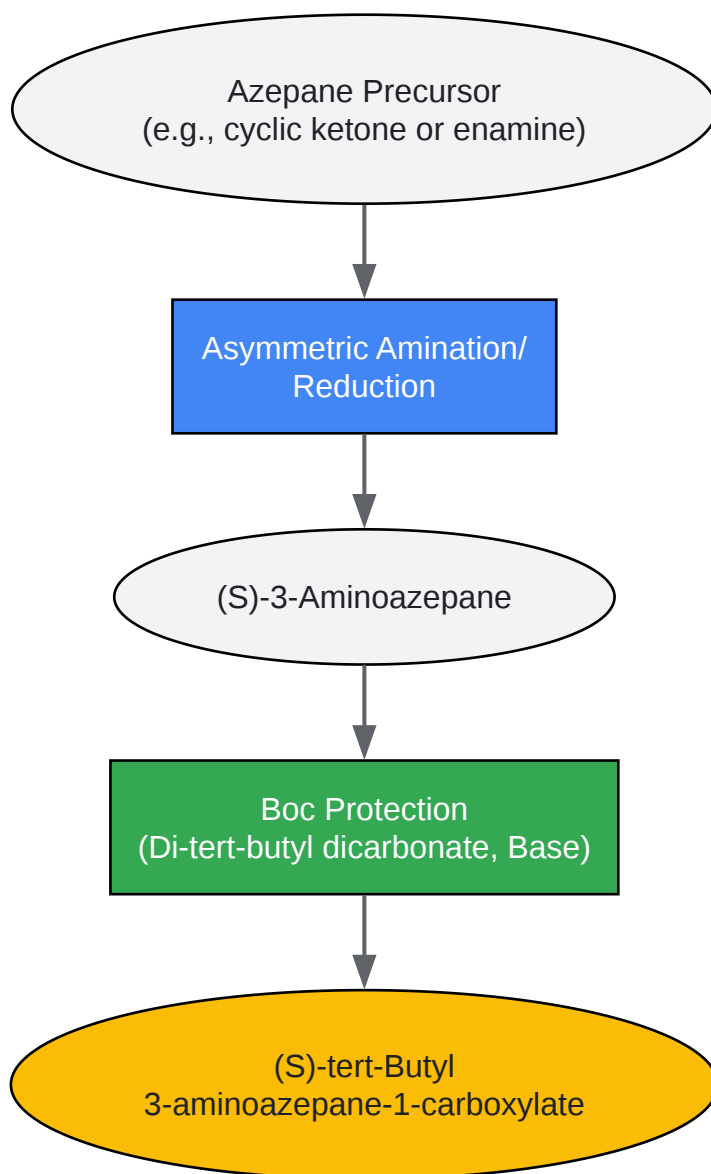 Azepane Precursor
(e.g., cyclic ketone or enamine)
Asymmetric Amination/
Reduction
(S)-3-Aminoazepane
Boc Protection
(Di-tert-butyl dicarbonate, Base)
(S)-tert-Butyl
3-aminoazepane-1-carboxylate